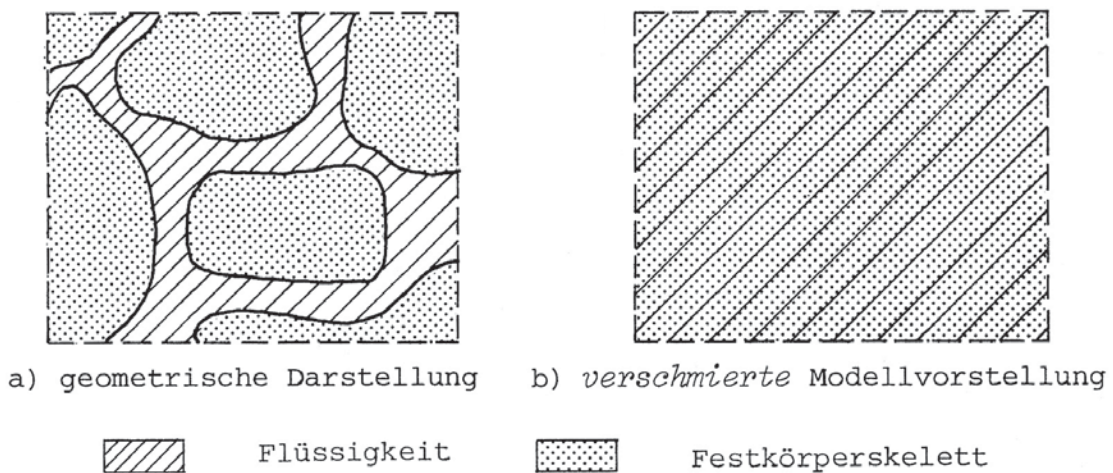 a) geometrische Darstellung
b) verschmierte Modellvorstellung
Flüssigkeit
Festkörperskelett